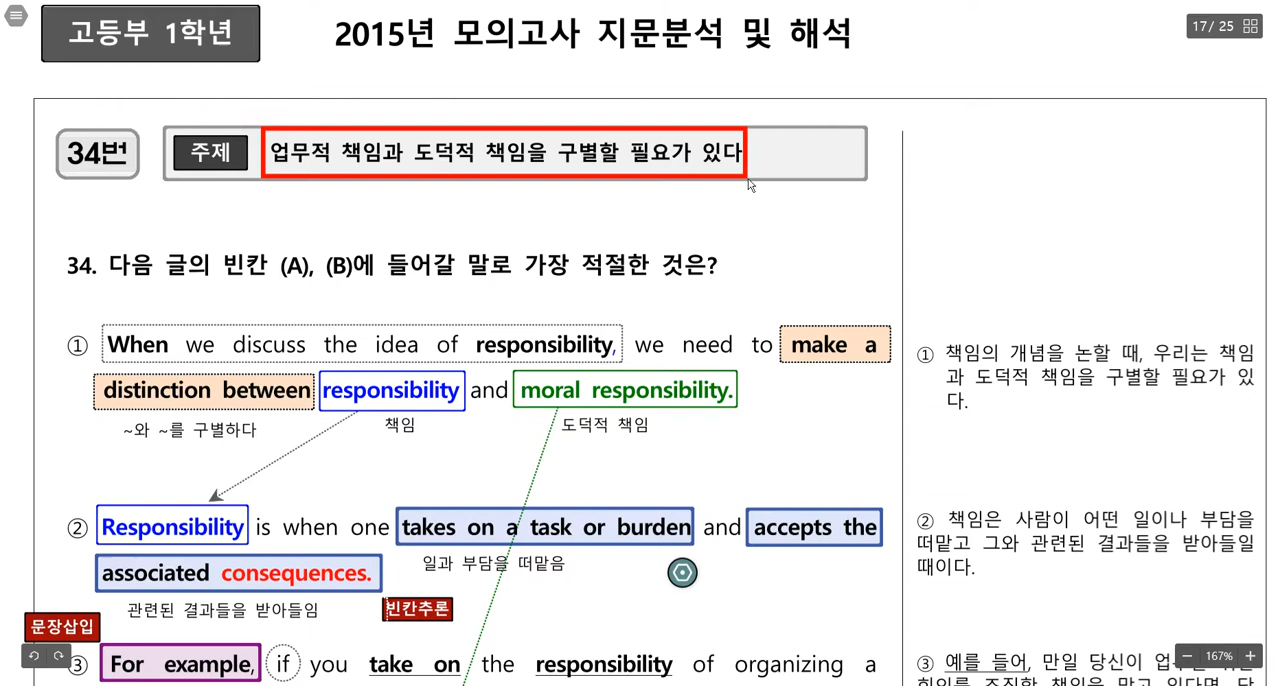 고등부 1학년
2015년 모의고사 지문분석 및 해석
17/ 25
34번
주제
업무적 책임과 도덕적 책임을 구별할 필요가 있다
34. 다음 글의 빈칸 (A), (B)에 들어갈 말로 가장 적절한 것은?
① When we discuss the idea of responsibility, we need to make a
distinction between responsibility and moral responsibility.
~와 ~를 구별하다 책임 도덕적 책임
② Responsibility is when one takes on a task or burden and accepts the
일과 부담을 떠맡음
associated consequences.
관련된 결과들을 받아들임
빈칸추론
문장삽입
③ For example, if you take on the responsibility of organizing a
① 책임의 개념을 논할 때, 우리는 책임
과 도덕적 책임을 구별할 필요가 있
다.
② 책임은 사람이 어떤 일이나 부담을
떠맡고 그와 관련된 결과들을 받아들일
때이다.
③ 예를 들어, 만일 당신이
167%